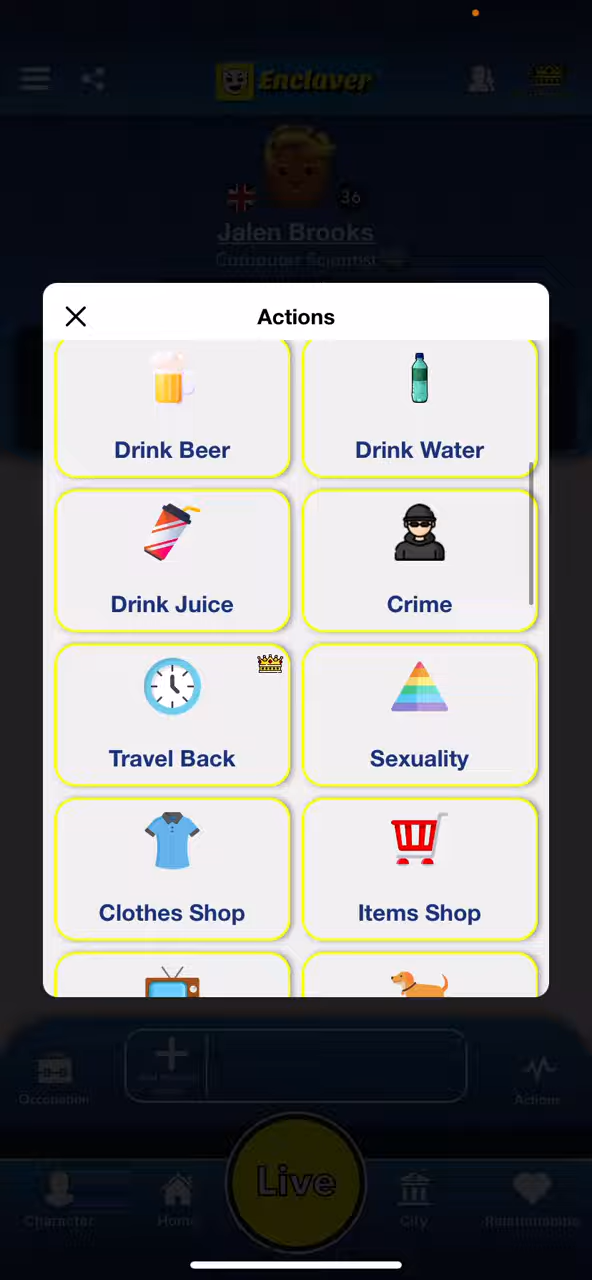 Enclaver
36
Jalen Brooks
Computer Scientist
Actions
Drink Beer
Drink Water
Drink Juice
Crime
Travel Back
Sexuality
Clothes Shop
Items Shop
Occupation
Actions
Live
Character
Home
City
Relationships